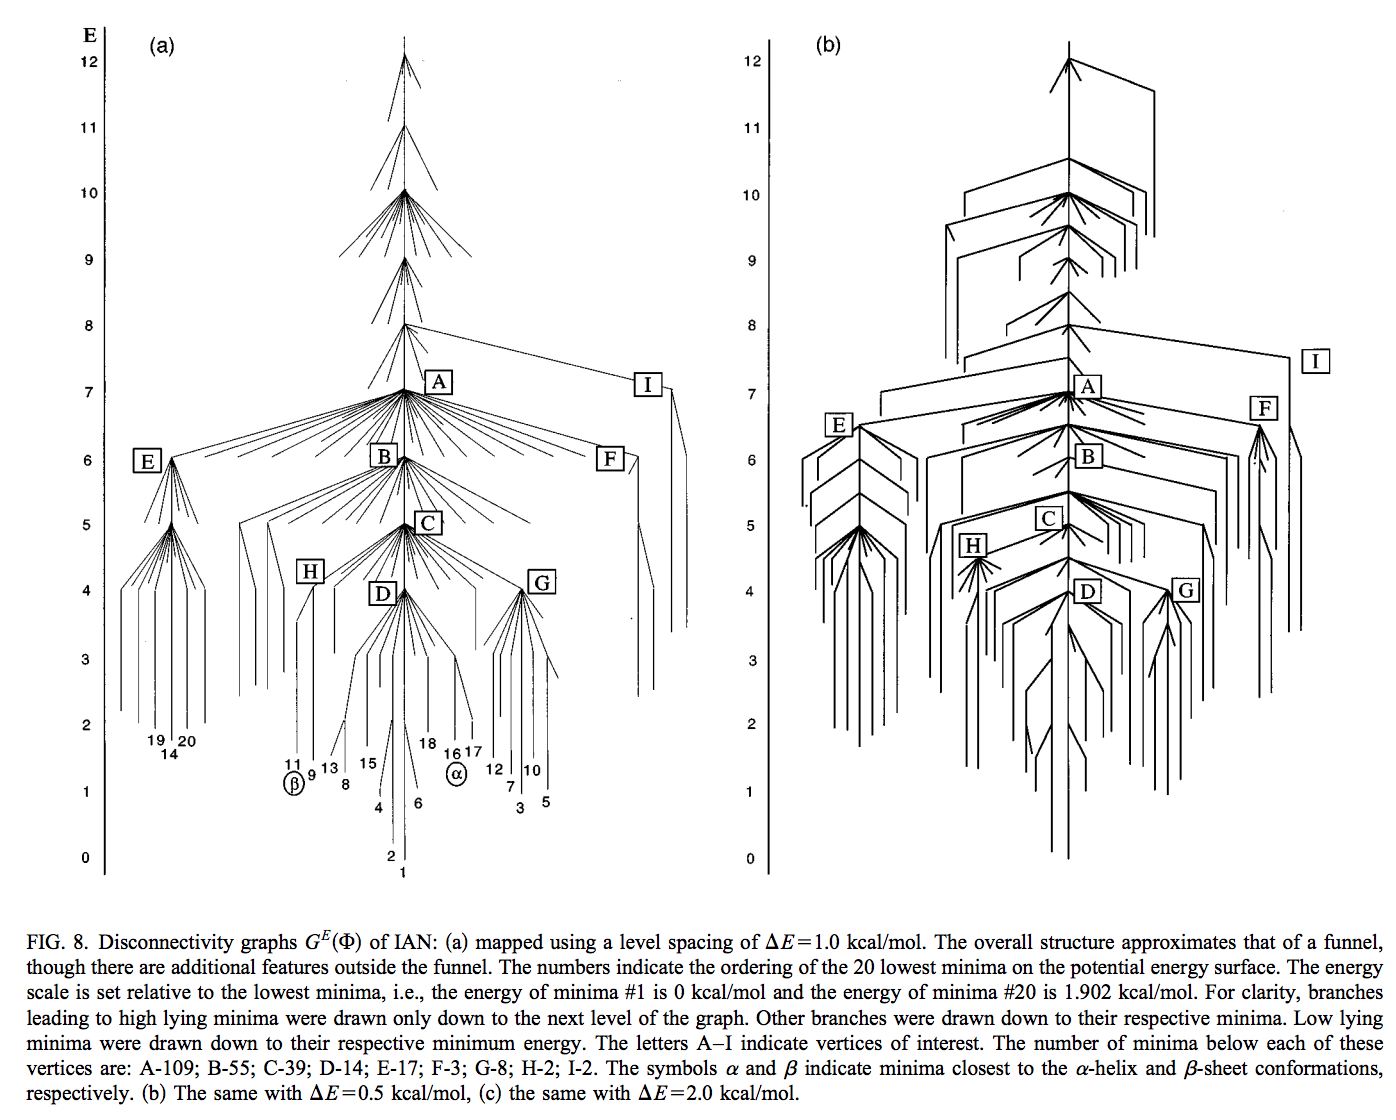 E
(a)
(b)
12
12
11
11
10
10
9
9
8
8
I
I
7
A
7
A
F
E
E
6
B
F
6
B
5
C
5
C
H
H
G
4
D
4
D
G
3
3
2
2
19
20
14
18
16
17
11
9
13
15
12
10
β
8
α
7
1
4
6
3
5
1
0
2
0
1
FIG. 8. Disconnectivity graphs G^E(Φ) of IAN: (a) mapped using a level spacing of ΔE=1.0 kcal/mol. The overall structure approximates that of a funnel,
though there are additional features outside the funnel. The numbers indicate the ordering of the 20 lowest minima on the potential energy surface. The energy
scale is set relative to the lowest minima, i.e., the energy of minima #1 is 0 kcal/mol and the energy of minima #20 is 1.902 kcal/mol. For clarity, branches
leading to high lying minima were drawn only down to the next level of the graph. Other branches were drawn down to their respective minima. Low lying
minima were drawn down to their respective minimum energy. The letters A–I indicate vertices of interest. The number of minima below each of these
vertices are: A-109; B-55; C-39; D-14; E-17; F-3; G-8; H-2; I-2. The symbols α and β indicate minima closest to the α-helix and β-sheet conformations,
respectively. (b) The same with ΔE=0.5 kcal/mol, (c) the same with ΔE=2.0 kcal/mol.